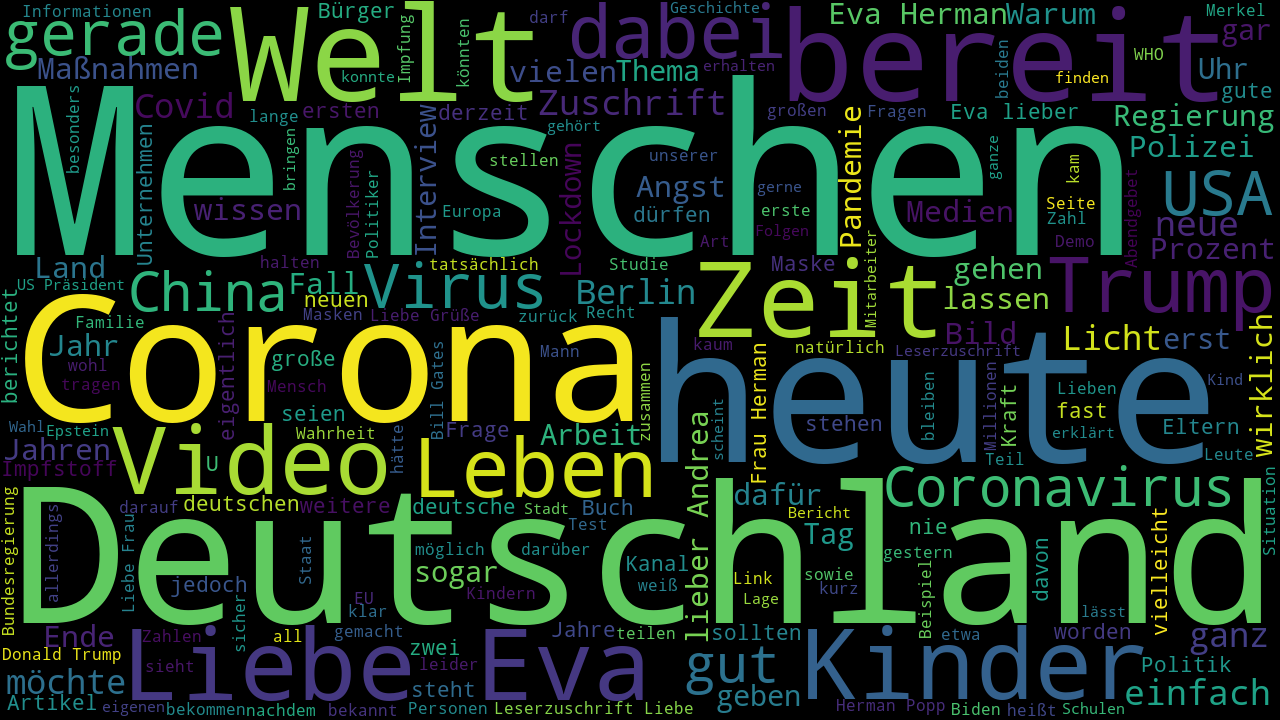 Informationen
gerade
Maßnahmen
Welt
konnte
Impfung
Bürger
könnten
darf
dabei
Geschichte
vielen
Thema
erhalten
bereit
Eva Herman
Warum
Merkel
gar
WHO
Uhr
finden
beiden
gute
besonders
Menschen
Covid
lange
ersten
derzeit
Zuschrift
gehört
großen
Fragen
Eva lieber
Regierung
Polizei
Unternehmen
bringen
wissen
Bevölkerung
Politiker
Interview
stellen
Europa
Lockdown
unserer
Angst
dürfen
gerne
erste
Art
Folgen
Pandemie
Medien
ganze
kam
Seite
Zahl
Demo
Abendgebet
USA
neue
Prozent
Land
US Präsident
halten
China
Fall
neuen
Virus
tatsächlich
Studie
Berlin
Maske
Zeit
Mitarbeiter
gehen
lassen
Trump
berichtet
Familie
Jahr
wohl
tragen
Corona
eigentlich
große
Mensch
seien
Masken
Liebe Grüße
zurück
Recht
Mann
kaum
natürlich
Leserzuschrift
Bild
Licht
erst
Wirklich
heute
Wahl
Epstein
Jahren
Impfstoff
Video
U
Wahrheit
hätte
Bill Gates
Frage
Leben
Arbeit
zusammen
lieber Andrea
scheint
Frau Herman
stehen
bleiben
fast
Millionen
Kraft
Teil
Lieben
erklärt
Kind
Eltern
Leute
Bundesregierung
allerdings
Deutschland
darauf
deutschen
weitere
deutsche
Stadt
Buch
Test
dafür
Bericht
Coronavirus
Tag
nie
gestern
davon
vielleicht
Situation
Liebe Frau
jedoch
sicher
Staat
möglich
darüber
sogar
Kindern
Kanal
weiß
Link
Lage
sowie
kurz
Beispiel
lässt
EU
klar
Ende
Zahlen
all
gemacht
zwei
Jahre
teilen
sollten
etwa
worden
ganz
Donald Trump
sieht
Liebe
leider
Eva
gut
Kinder
Politik
möchte
steht
geben
einfach
Artikel
eigenen
bekommen
nachdem
bekannt
Personen
Leserzuschrift Liebe
Herman Popp
Biden
heißt
Schulen